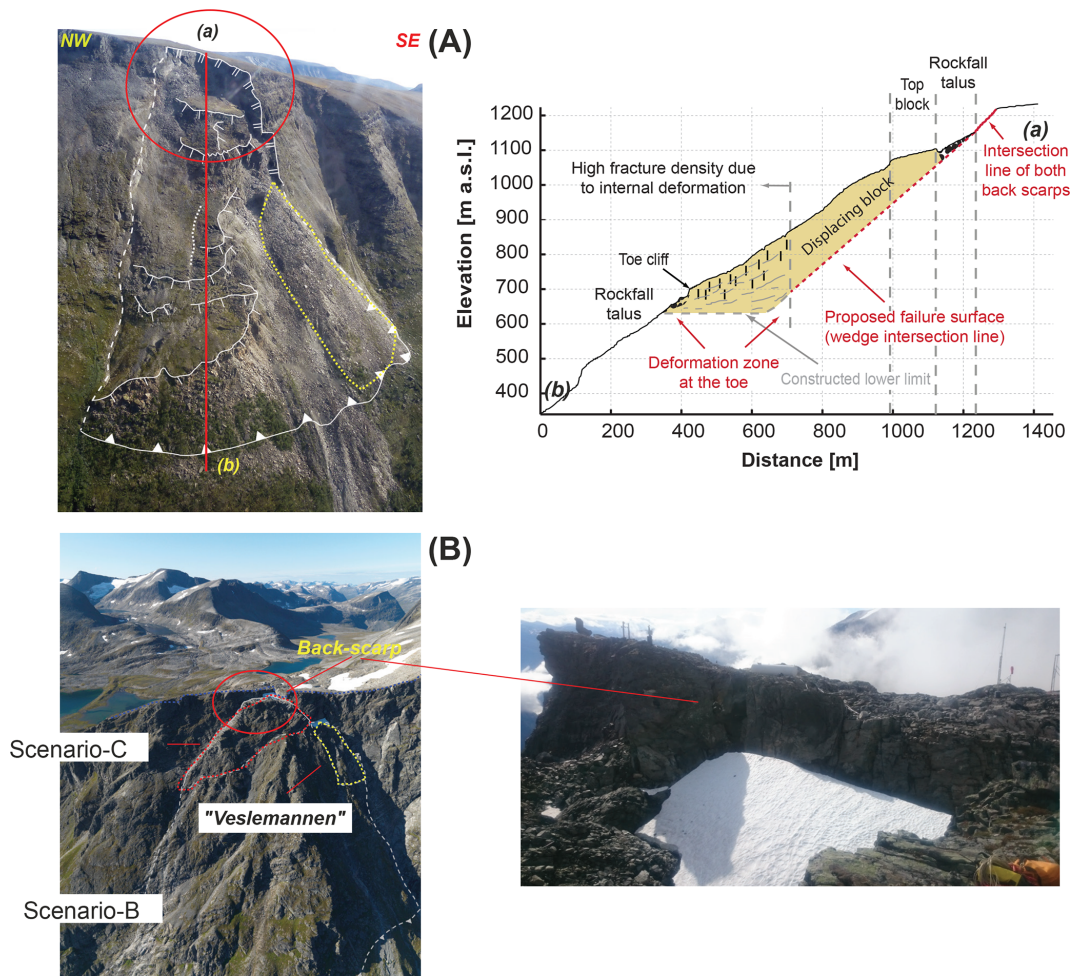 (a)
NW
SE
(A)
(b)
Rockfall
talus
Top
block
1200
1100
1000
900
800
700
600
500
400
Elevation [m a.s.l.]
(a)
Intersection
line of both
back scarps
High fracture density due
to internal deformation
Displacing block
Toe cliff
Rockfall
talus
Proposed failure surface
(wedge intersection line)
Deformation zone
at the toe
Constructed lower limit
(b)
0
200
400
600
800
1000
1200
1400
Distance [m]
(B)
Back-scarp
Scenario-C
"Veslemannen"
Scenario-B